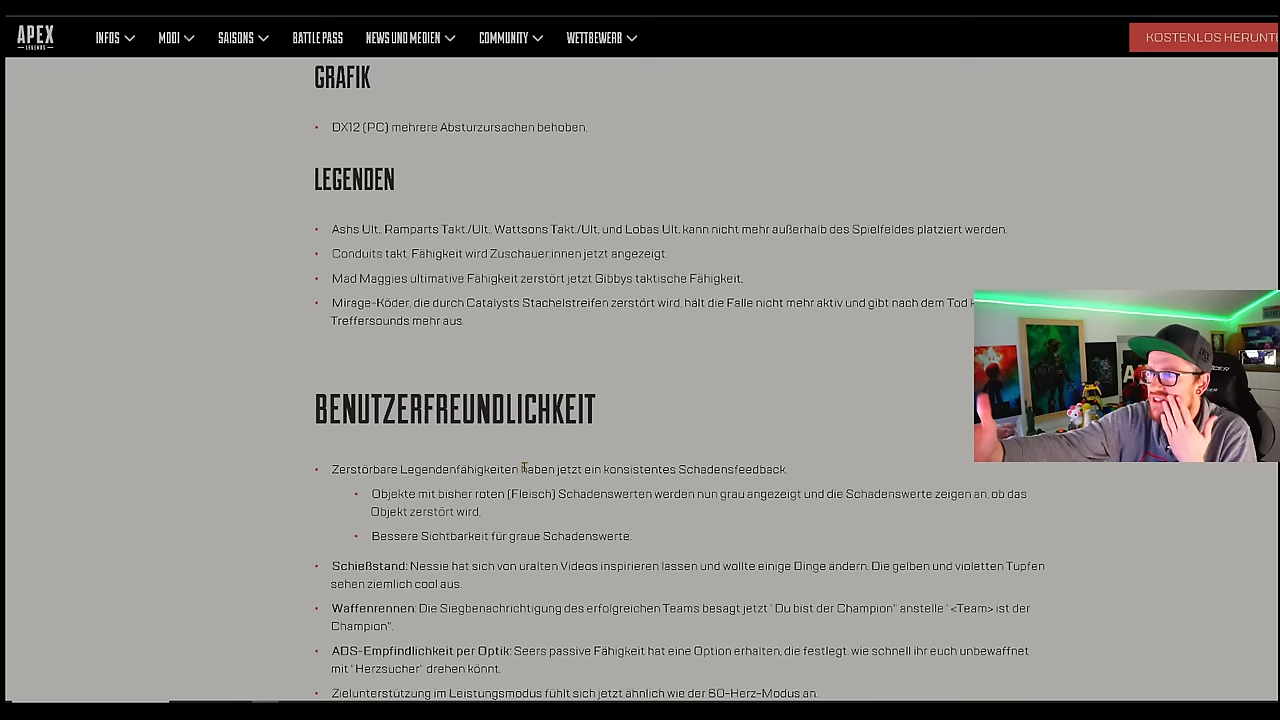 APEX
LEGENDS
INFOS MODI SAISONS BATTLE PASS NEWS UND MEDIEN COMMUNITY WETTBEWERB
KOSTENLOS HERUNT
GRAFIK
• DX12 (PC) mehrere Absturzursachen behoben.
LEGENDEN
• Ashs Ult., Ramparts Takt./Ult., Wattsons Takt./Ult. und Lobas Ult. kann nicht mehr außerhalb des Spielfeldes platziert werden.
• Conduits takt. Fähigkeit wird Zuschauer:innen jetzt angezeigt.
• Mad Maggies ultimative Fähigkeit zerstört jetzt Gibbys taktische Fähigkeit.
• Mirage-Köder, die durch Catalysts Stachelstreifen zerstört wird, hält die Falle nicht mehr aktiv und gibt nach dem Tod
Treffersounds mehr aus.
BENUTZERFREUNDLICHKEIT
• Zerstörbare Legendenfähigkeiten haben jetzt ein konsistentes Schadensfeedback.
• Objekte mit bisher roten (Fleisch) Schadenswerten werden nun grau angezeigt und die Schadenswerte zeigen an, ob das
Objekt zerstört wird.
• Bessere Sichtbarkeit für graue Schadenswerte.
• Schießstand: Nessie hat sich von uralten Videos inspirieren lassen und wollte einige Dinge ändern. Die gelben und violetten Tupfen
sehen ziemlich cool aus.
• Waffenrennen: Die Siegbenachrichtigung des erfolgreichen Teams besagt jetzt "Du bist der Champion" anstelle "<Team> ist der
Champion".
• ADS-Empfindlichkeit per Optik: Seers passive Fähigkeit hat eine Option erhalten, die festlegt, wie schnell ihr euch unbewaffnet
mit "Herzsucher" drehen könnt.
• Zielunterstützung im Leistungsmodus fühlt sich jetzt ähnlich wie der 60-Herz-Modus an.